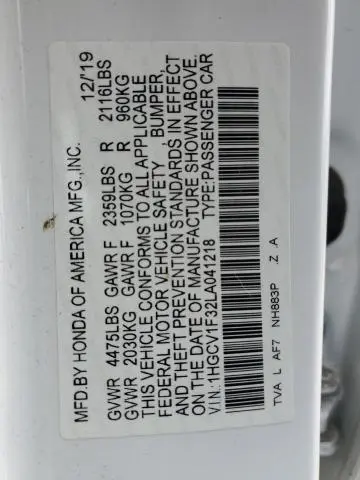 MFD.BY HONDA OF AMERICA MFG.,INC. 12/'19
GVWR 4475LBS GAWR F 2359LBS R 2116LBS
GVWR 2030KG GAWR F 1070KG R 960KG
THIS VEHICLE CONFORMS TO ALL APPLICABLE
FEDERAL MOTOR VEHICLE SAFETY, BUMPER,
AND THEFT PREVENTION STANDARDS IN EFFECT
ON THE DATE OF MANUFACTURE SHOWN ABOVE.
V.I.N.:1HGCV1F32LA041218 TYPE:PASSENGER CAR
TVA L AF7 NH883P .Z .A